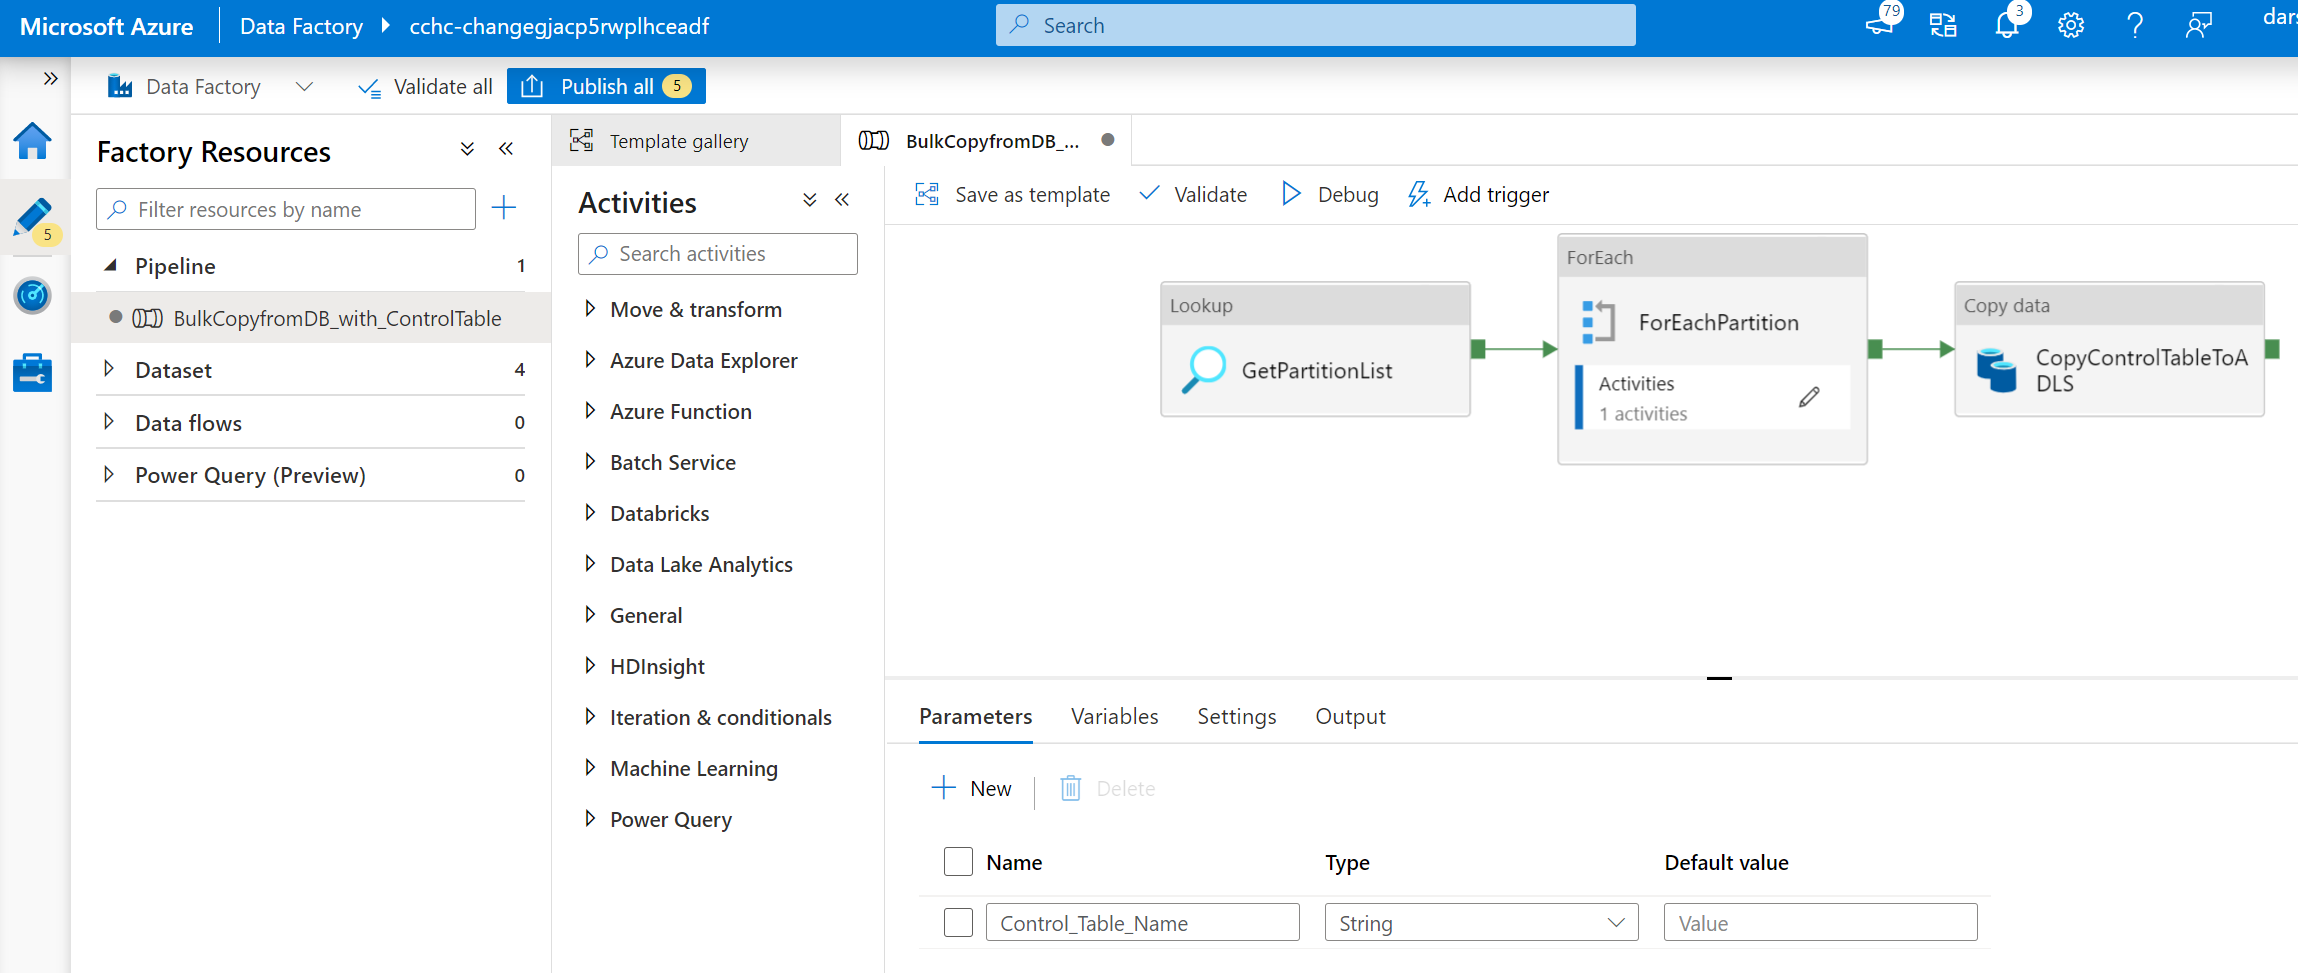 Microsoft Azure
Data Factory
cchc-changegjacp5rwplhceadf
Search
79
3
Data Factory
Validate all
Publish all
5
Factory Resources
Filter resources by name
5
Pipeline
1
BulkCopyfromDB_with_ControlTable
Dataset
4
Data flows
0
Power Query (Preview)
0
Template gallery
BulkCopyfromDB_...
Activities
Search activities
Move & transform
Azure Data Explorer
Azure Function
Batch Service
Databricks
Data Lake Analytics
General
HDInsight
Iteration & conditionals
Machine Learning
Power Query
Save as template
Validate
Debug
Add trigger
Lookup
GetPartitionList
ForEach
ForEachPartition
Activities
1 activities
Copy data
CopyControlTableToA
DLS
Parameters
Variables
Settings
Output
New
Delete
Name
Type
Default value
Control_Table_Name
String
Value